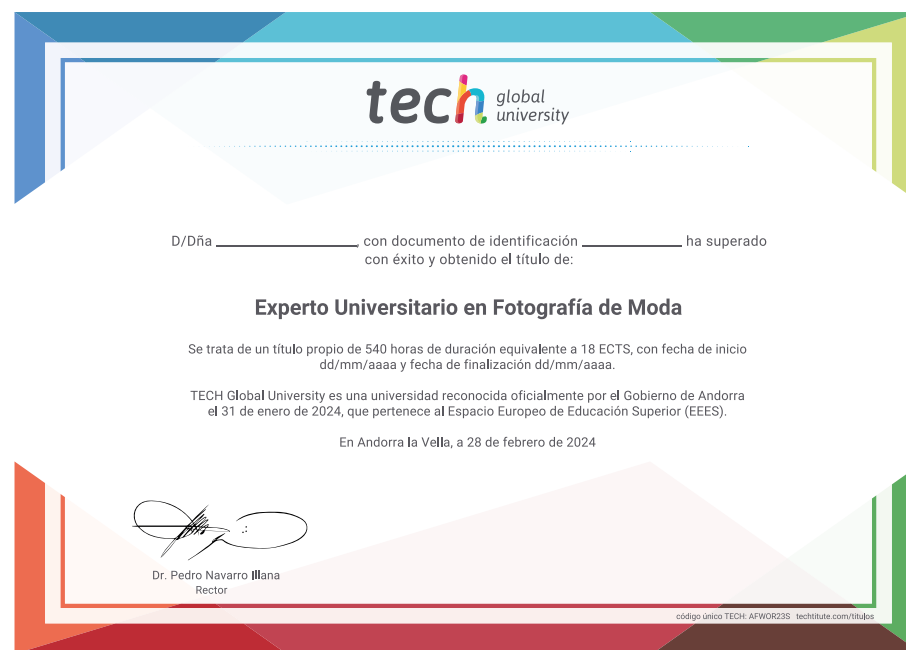 tech global university
D/Dña ____________, con documento de identificación ____________ ha superado
con éxito y obtenido el título de:
Experto Universitario en Fotografía de Moda
Se trata de un título propio de 540 horas de duración equivalente a 18 ECTS, con fecha de inicio
dd/mm/aaaa y fecha de finalización dd/mm/aaaa.
TECH Global University es una universidad reconocida oficialmente por el Gobierno de Andorra
el 31 de enero de 2024, que pertenece al Espacio Europeo de Educación Superior (EEES).
En Andorra la Vella, a 28 de febrero de 2024
Dr. Pedro Navarro Illana
Rector
código único TECH: AFWOR23S techtitute.com/titulos